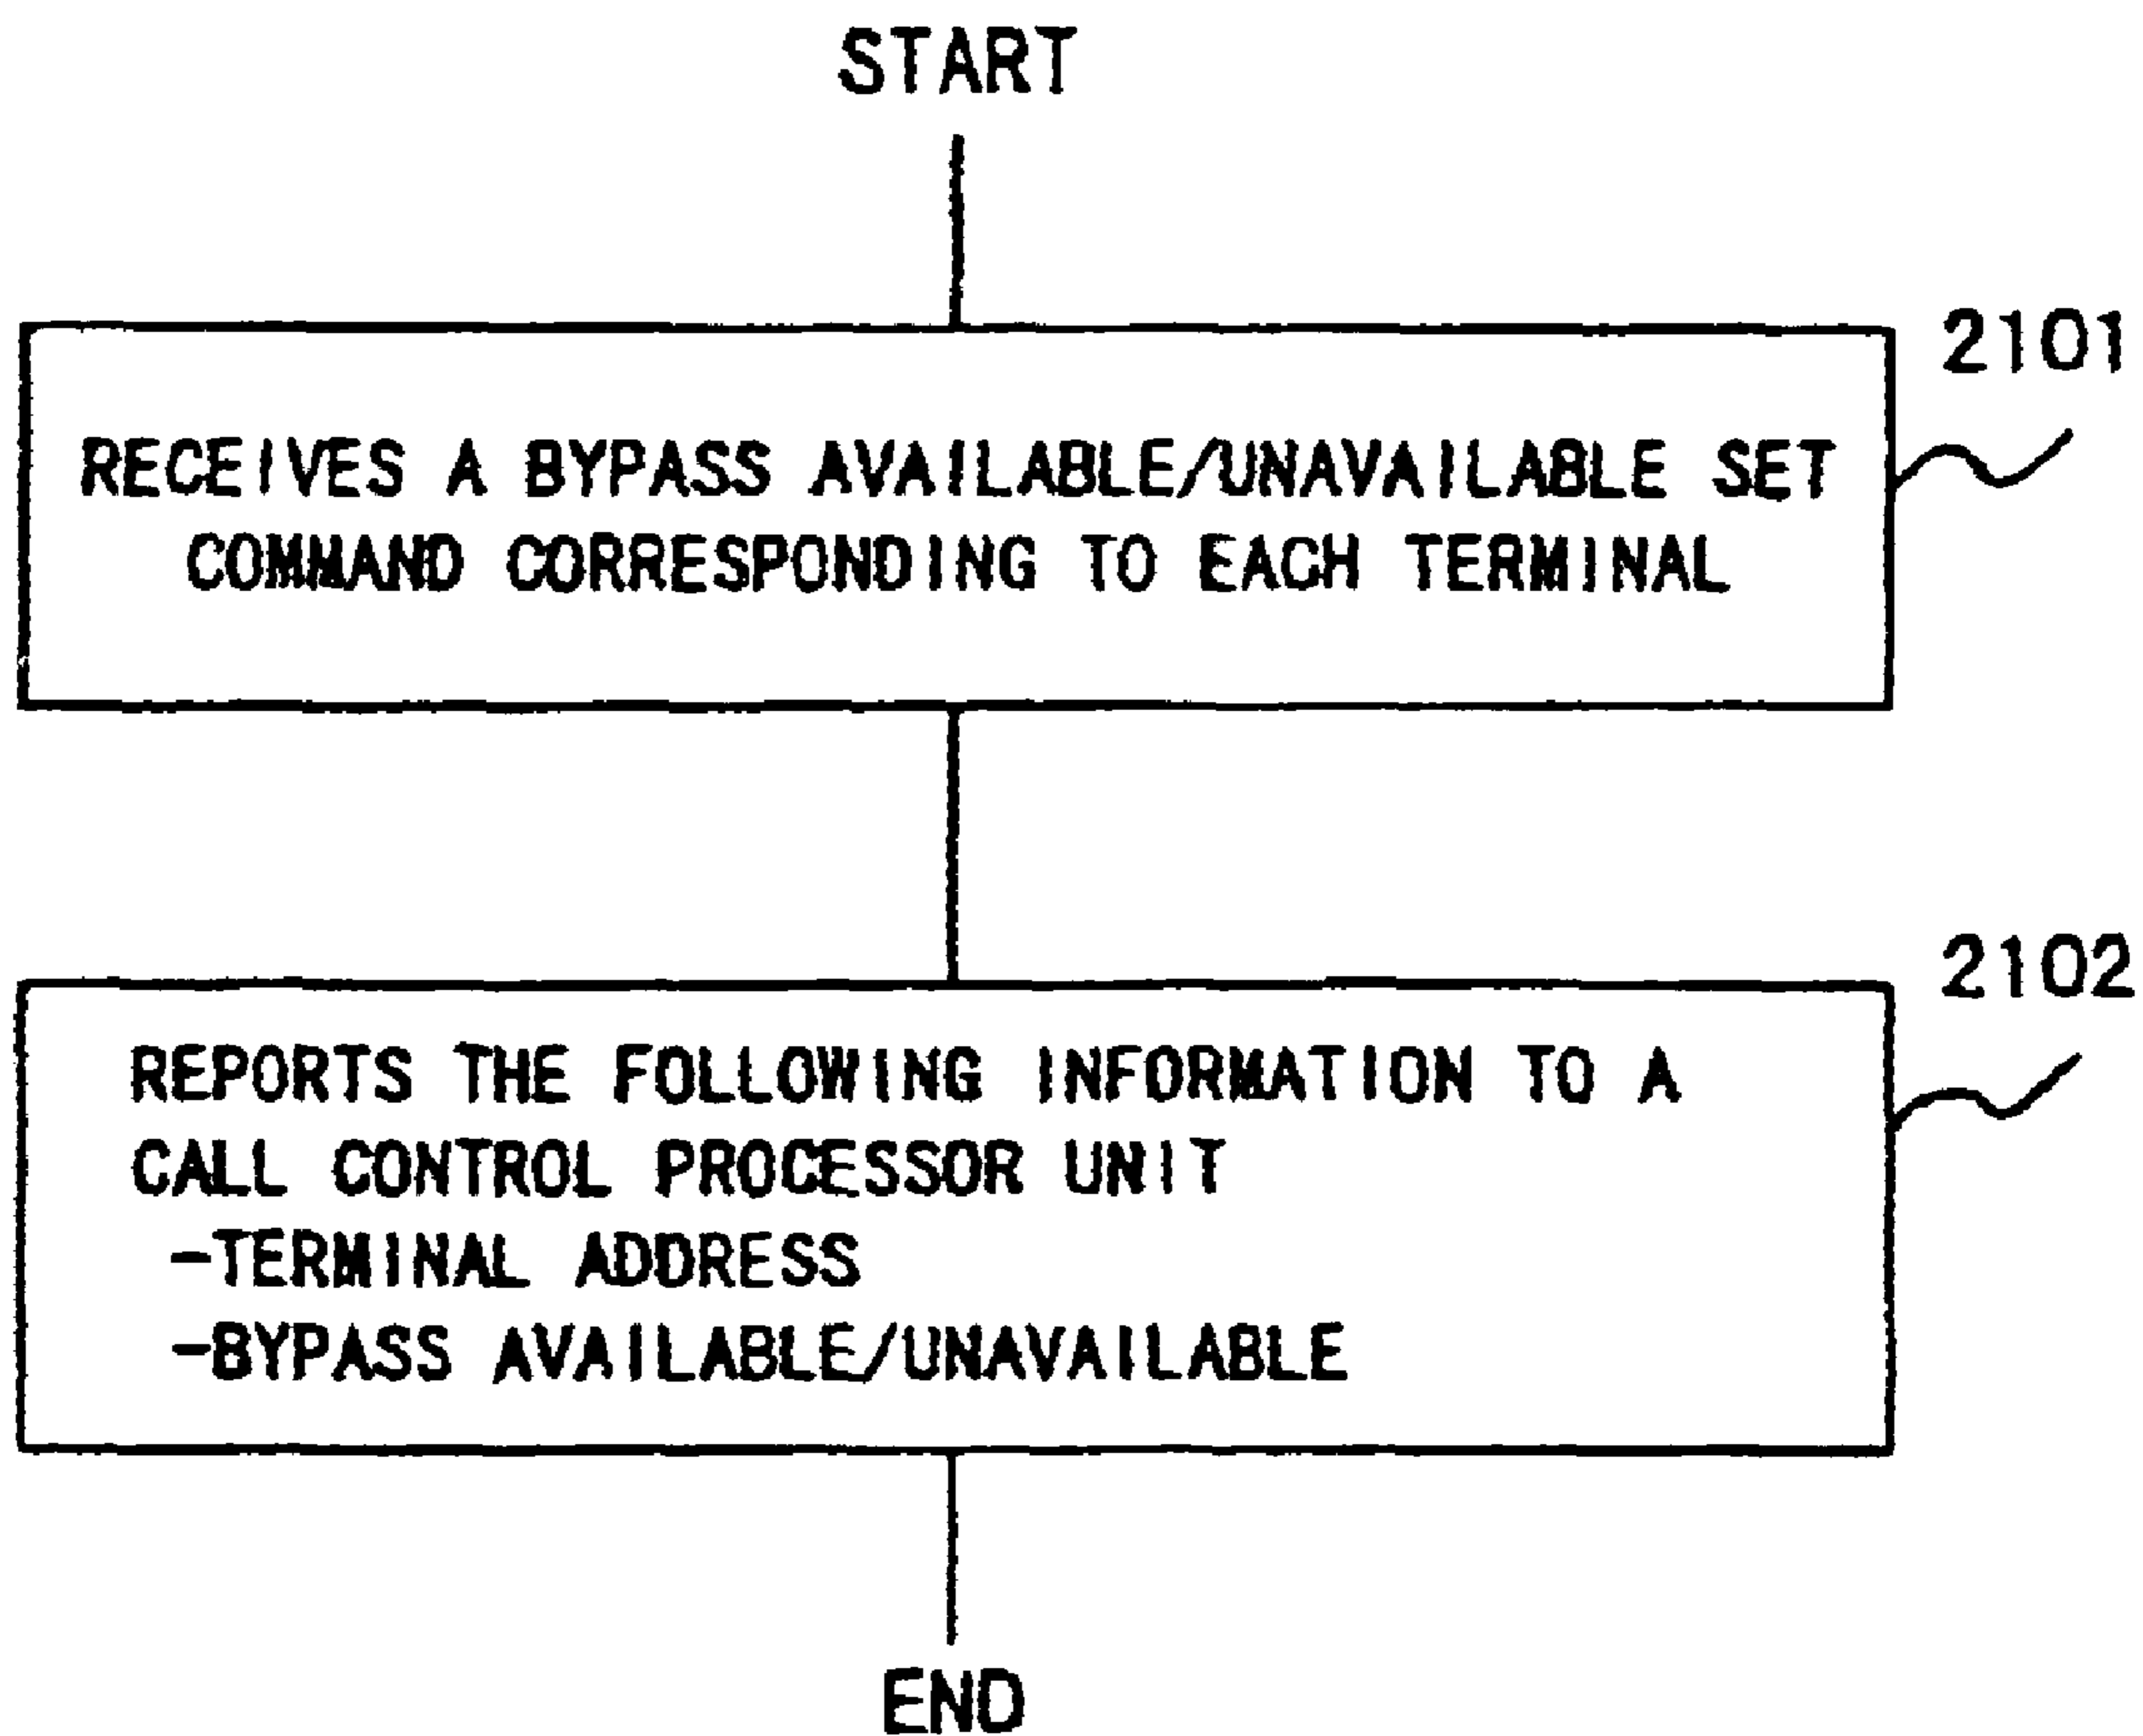 START
2101
RECEIVES A BYPASS AVAILABLE/UNAVAILABLE SET
COMMAND CORRESPONDING TO EACH TERMINAL
2102
REPORTS THE FOLLOWING INFORMATION TO A
CALL CONTROL PROCESSOR UNIT
-TERMINAL ADDRESS
-BYPASS AVAILABLE/UNAVAILABLE
END